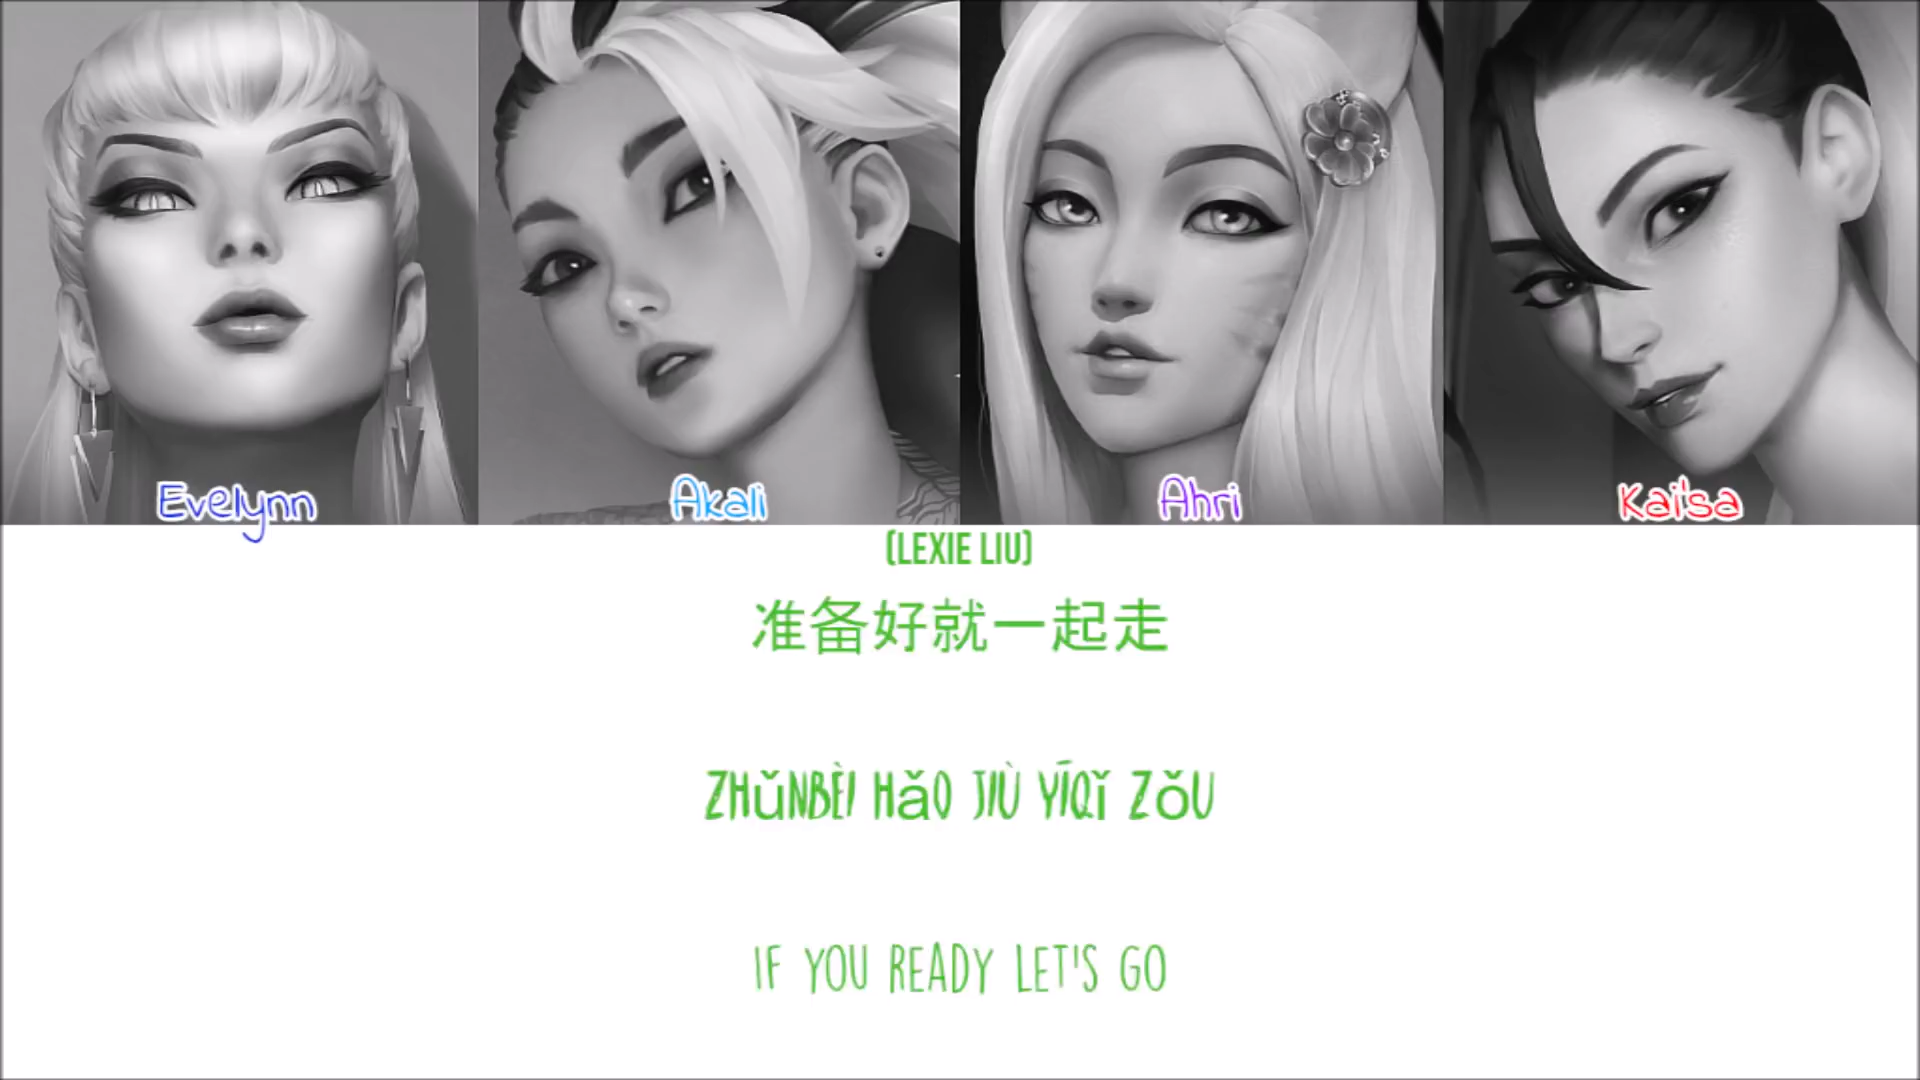 Evelynn
Akali
Ahri
Kai'sa
(LEXIE LIU)
准备好就一起走
ZHǔNBÈI HǎO JIÙ YĪQǐ ZǒU
IF YOU READY LET'S GO